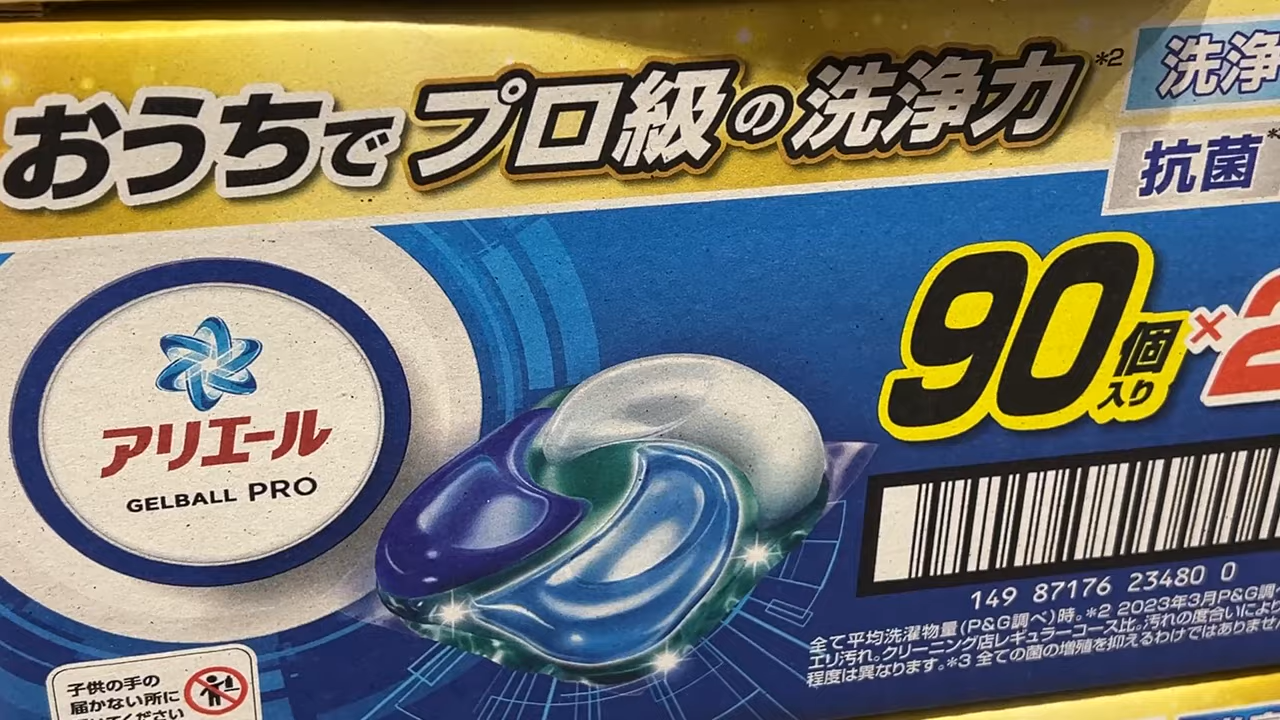 おうちでプロ級の洗浄力*2
洗浄
抗菌*
アリエール
GELBALL PRO
90個入り×2
149 87176 23480 0
全て平均洗濯物量(P&G調べ)時。*2 2023年3月P&G調
エリ汚れ。クリーニング店レギュラーコース比。汚れの度合いにより
程度は異なります。*3 全ての菌の増殖を抑えるわけではありません
子供の手の
届かない所に